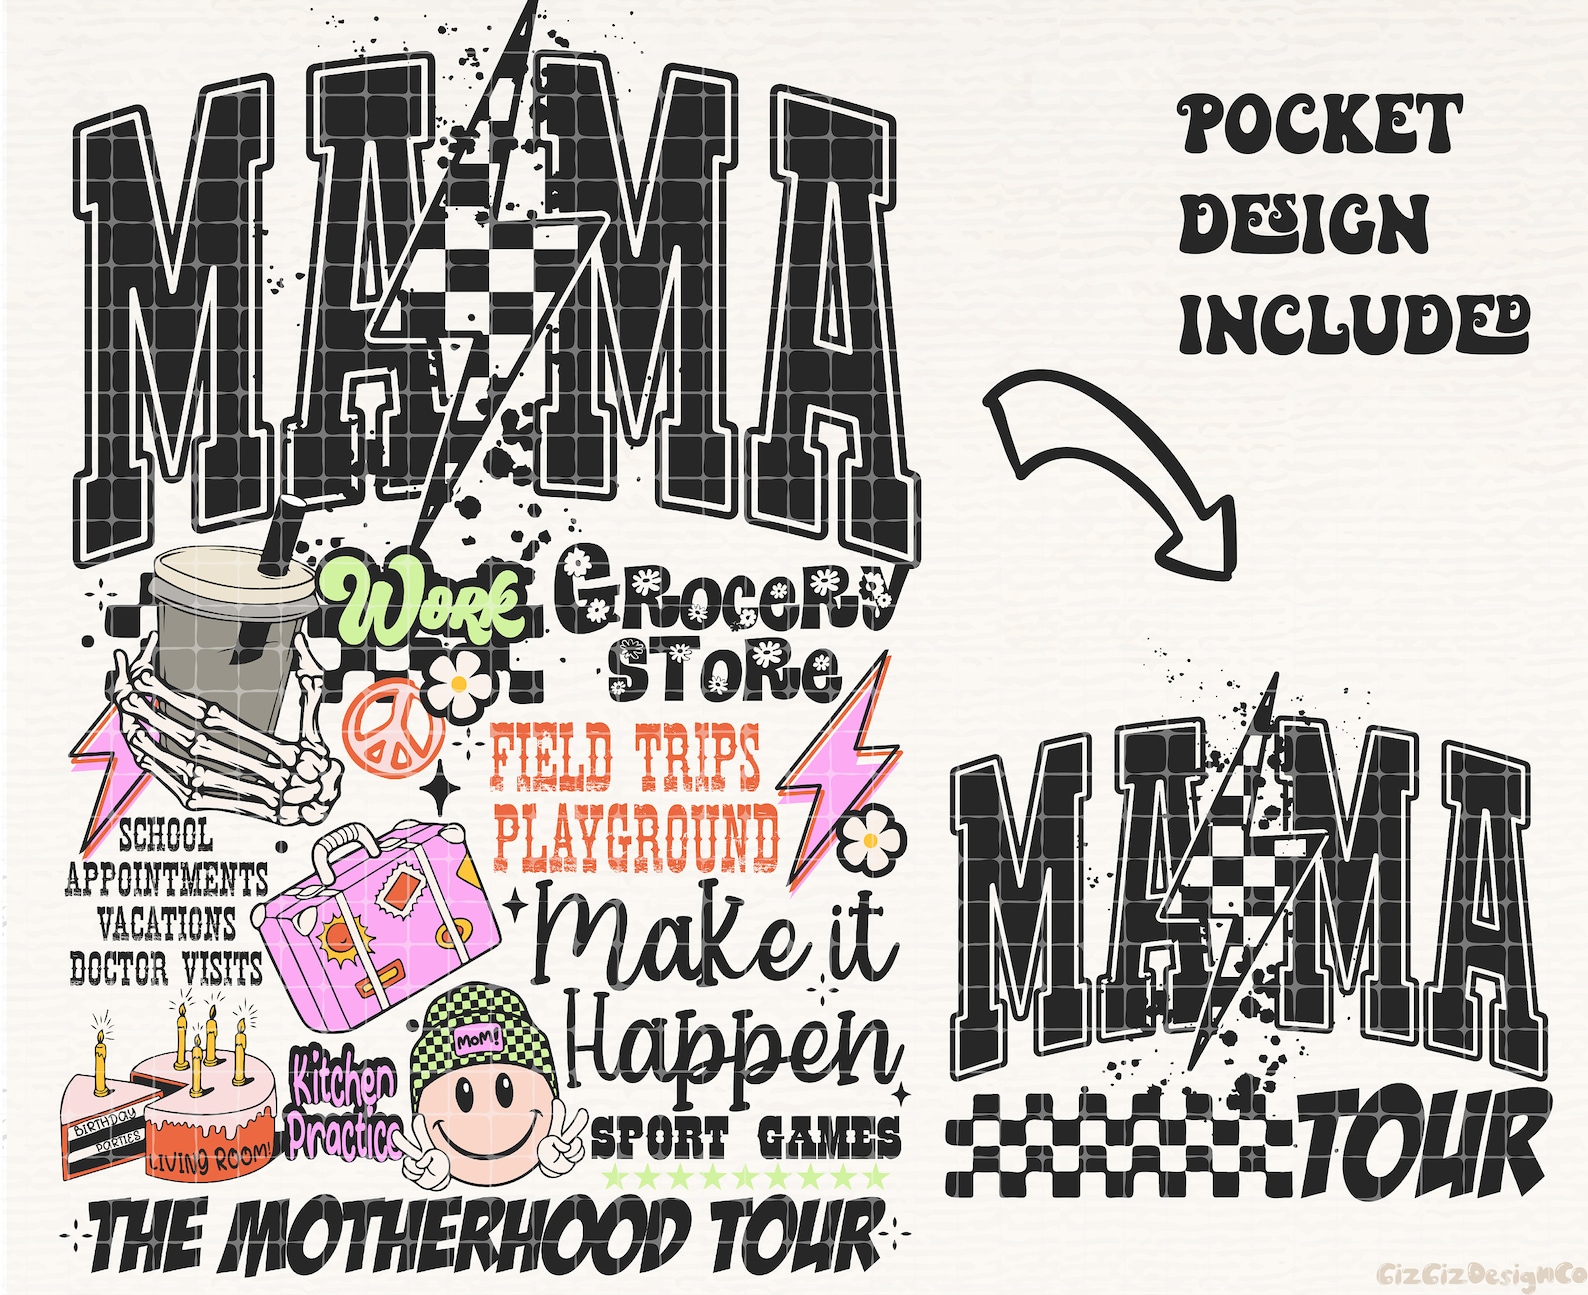 MAMA
POCKET
DESIGN
INCLUDED
Work
GROCERY
STORE
FIELD TRIPS
PLAYGROUND
SCHOOL
APPOINTMENTS
VACATIONS
DOCTOR VISITS
Make it
Happen
MOM!
Kitchen
Practice
BIRTHDAY
PARTIES
LIVING ROOM!
SPORT GAMES
THE MOTHERHOOD TOUR
MAMA
TOUR
GizGizDesignCo